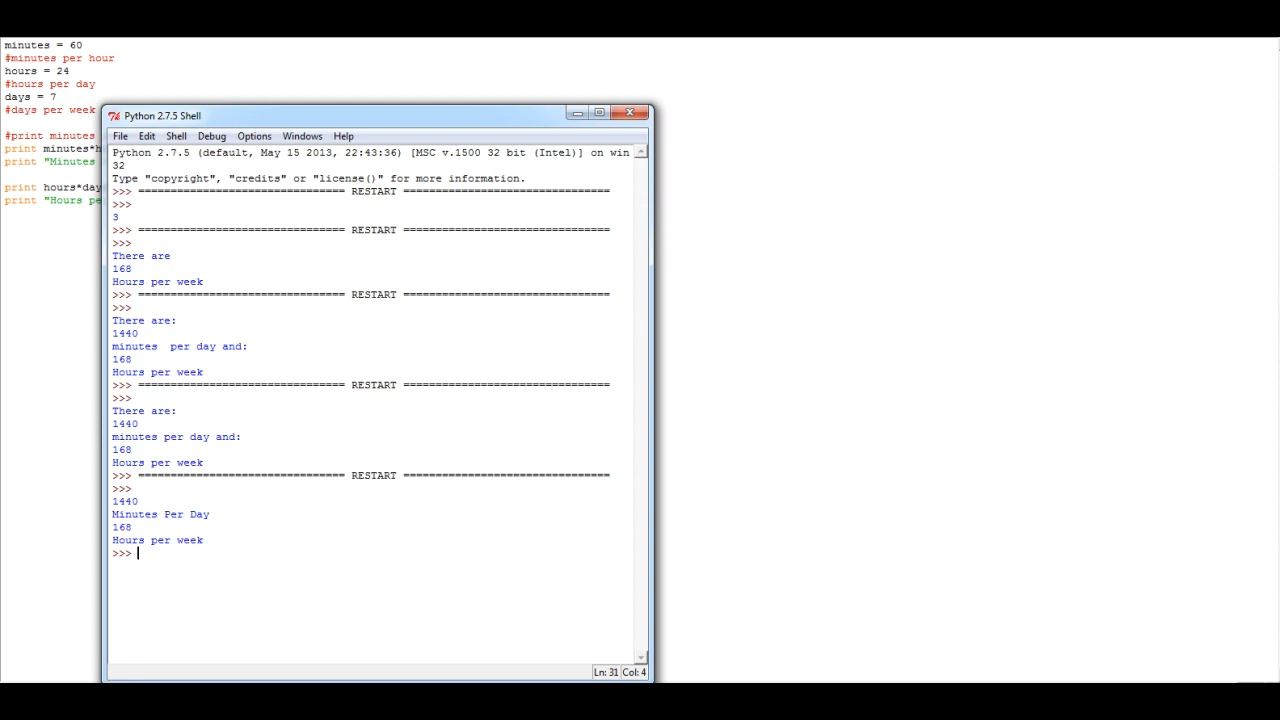 minutes = 60
#minutes per hour
hours = 24
#hours per day
days = 7
#days per week
#print minutes
print minutes*h
print "Minutes
print hours*day
print "Hours pe
Python 2.7.5 Shell
File Edit Shell Debug Options Windows Help
Python 2.7.5 (default, May 15 2013, 22:43:36) [MSC v.1500 32 bit (Intel)] on win
32
Type "copyright", "credits" or "license()" for more information.
>>> ================================ RESTART ================================
>>>
3
>>> ================================ RESTART ================================
>>>
There are
168
Hours per week
>>> ================================ RESTART ================================
>>>
There are:
1440
minutes  per day and:
168
Hours per week
>>> ================================ RESTART ================================
>>>
There are:
1440
minutes per day and:
168
Hours per week
>>> ================================ RESTART ================================
>>>
1440
Minutes Per Day
168
Hours per week
>>>
Ln: 31 Col: 4